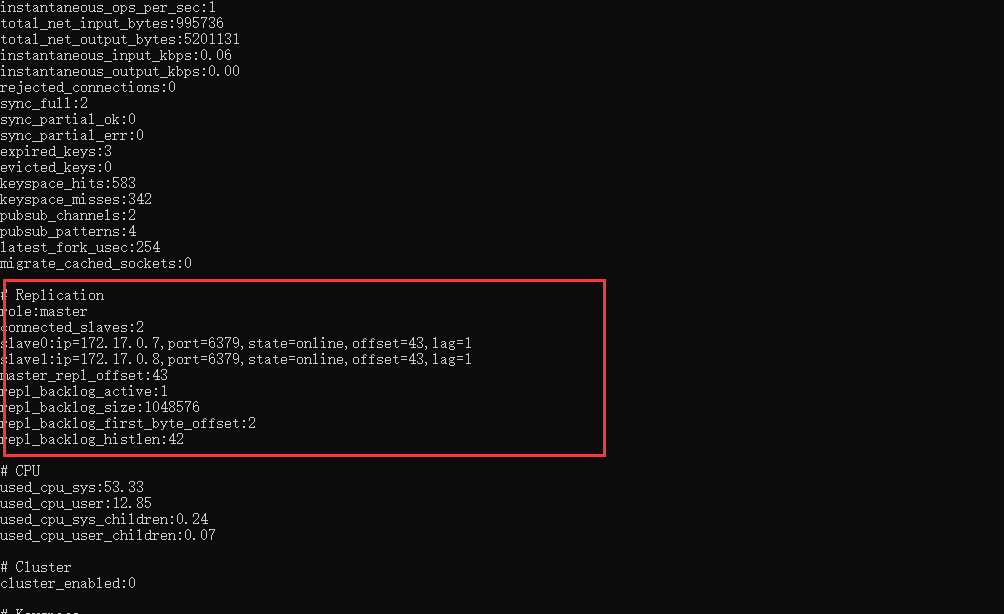 instantaneous_ops_per_sec:1
total_net_input_bytes:995736
total_net_output_bytes:5201131
instantaneous_input_kbps:0.06
instantaneous_output_kbps:0.00
rejected_connections:0
sync_full:2
sync_partial_ok:0
sync_partial_err:0
expired_keys:3
evicted_keys:0
keyspace_hits:583
keyspace_misses:342
pubsub_channels:2
pubsub_patterns:4
latest_fork_usec:254
migrate_cached_sockets:0
# Replication
role:master
connected_slaves:2
slave0:ip=172.17.0.7,port=6379,state=online,offset=43,lag=1
slave1:ip=172.17.0.8,port=6379,state=online,offset=43,lag=1
master_repl_offset:43
repl_backlog_active:1
repl_backlog_size:1048576
repl_backlog_first_byte_offset:2
repl_backlog_histlen:42
# CPU
used_cpu_sys:53.33
used_cpu_user:12.85
used_cpu_sys_children:0.24
used_cpu_user_children:0.07
# Cluster
cluster_enabled:0
# Keyspace